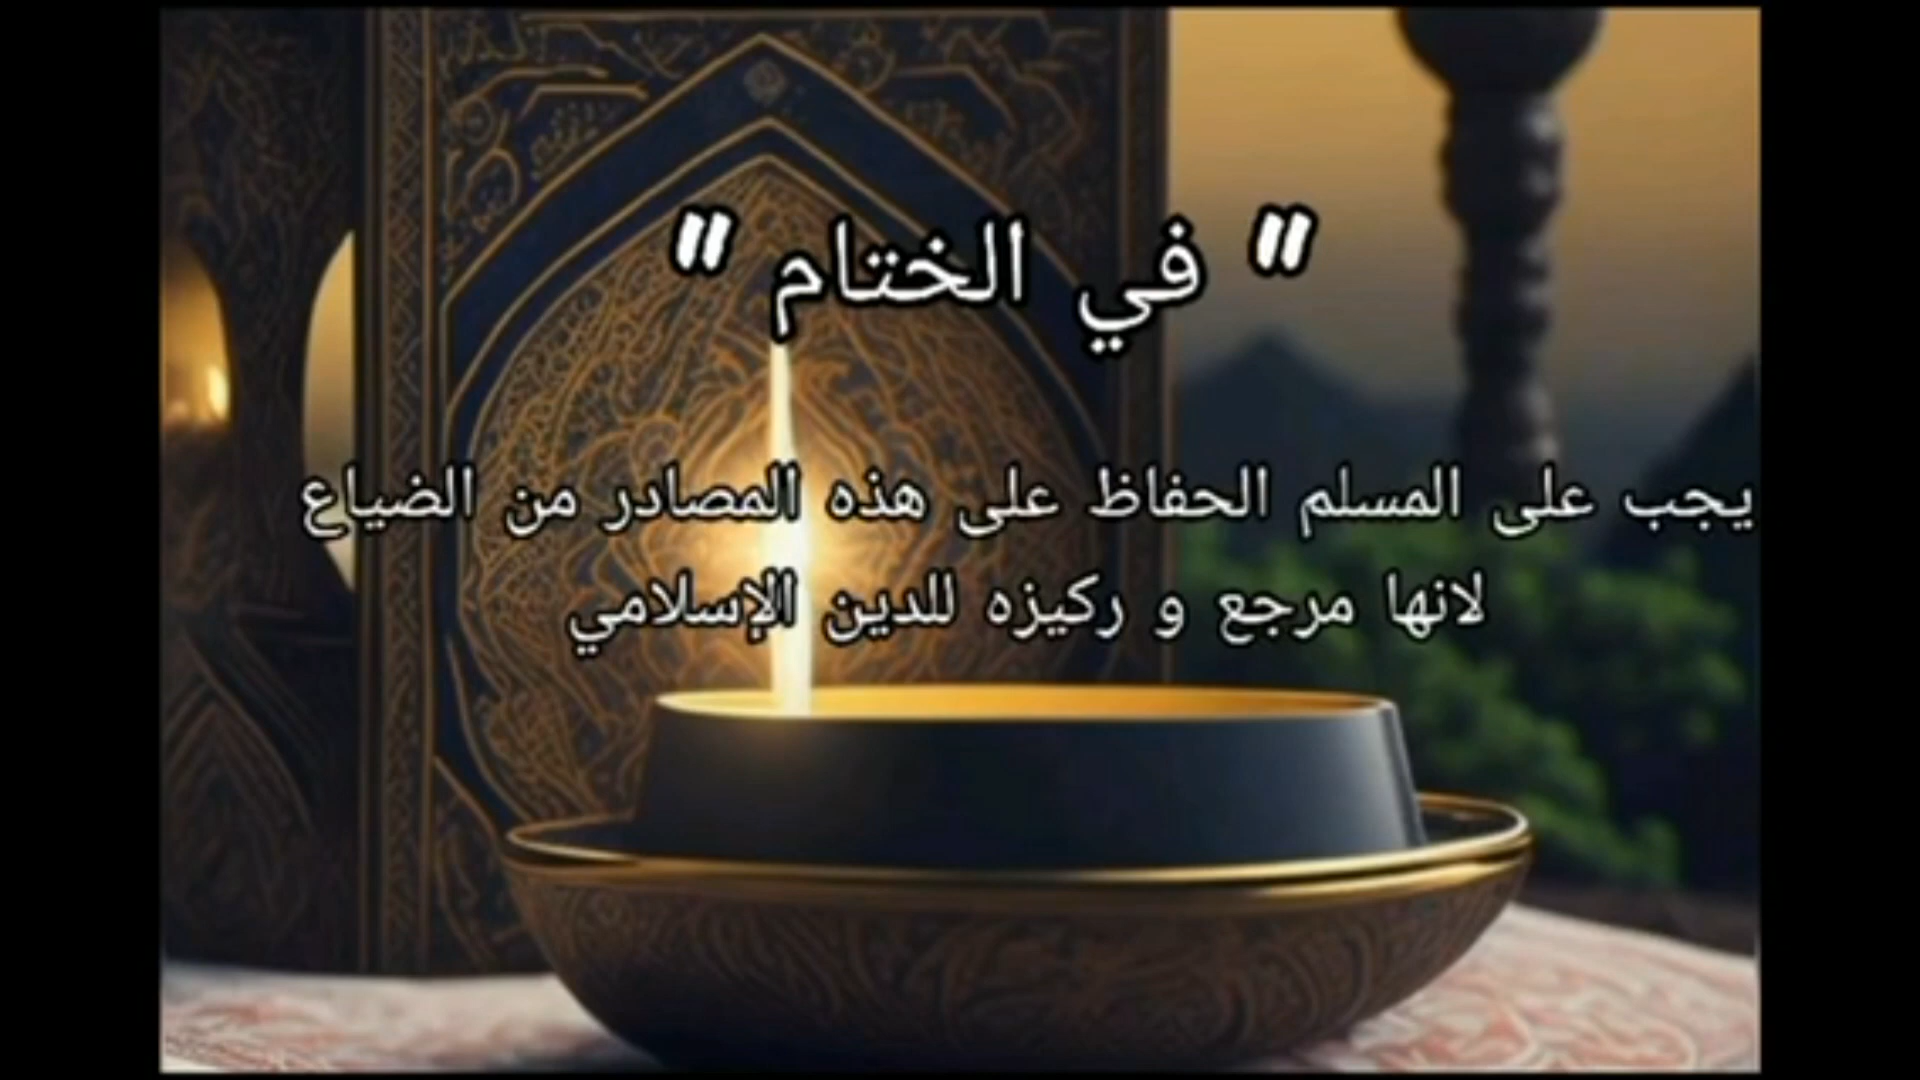 " في الختام "
يجب على المسلم الحفاظ على هذه المصادر من الضياع
لانها مرجع و ركيزه للدين الإسلامي